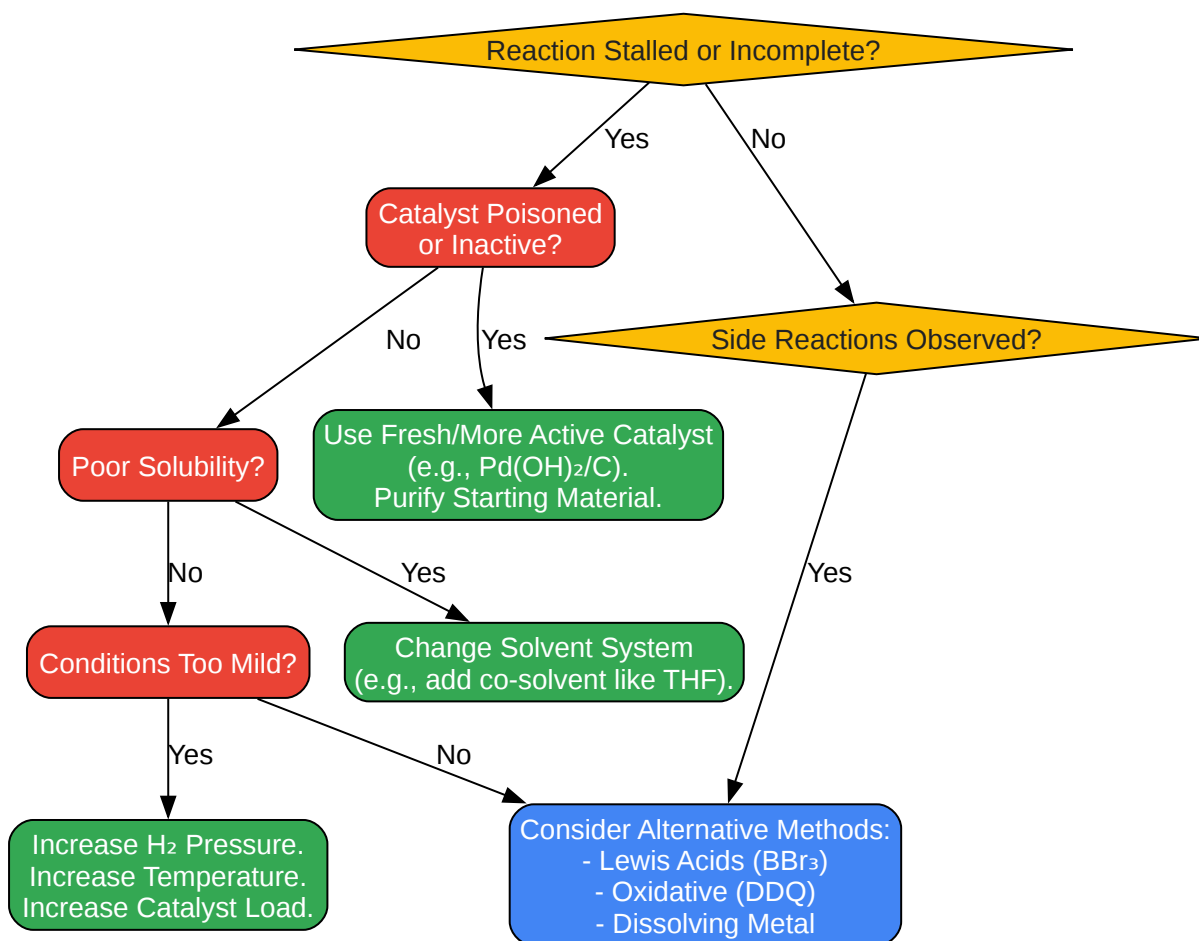 Reaction Stalled or Incomplete?
Yes
No
Catalyst Poisoned
or Inactive?
No
Yes
Side Reactions Observed?
Use Fresh/More Active Catalyst
(e.g., Pd(OH)₂/C).
Purify Starting Material.
Poor Solubility?
No
Yes
Yes
Conditions Too Mild?
Change Solvent System
(e.g., add co-solvent like THF).
Yes
No
Increase H₂ Pressure.
Increase Temperature.
Increase Catalyst Load.
Consider Alternative Methods:
- Lewis Acids (BBr₃)
- Oxidative (DDQ)
- Dissolving Metal